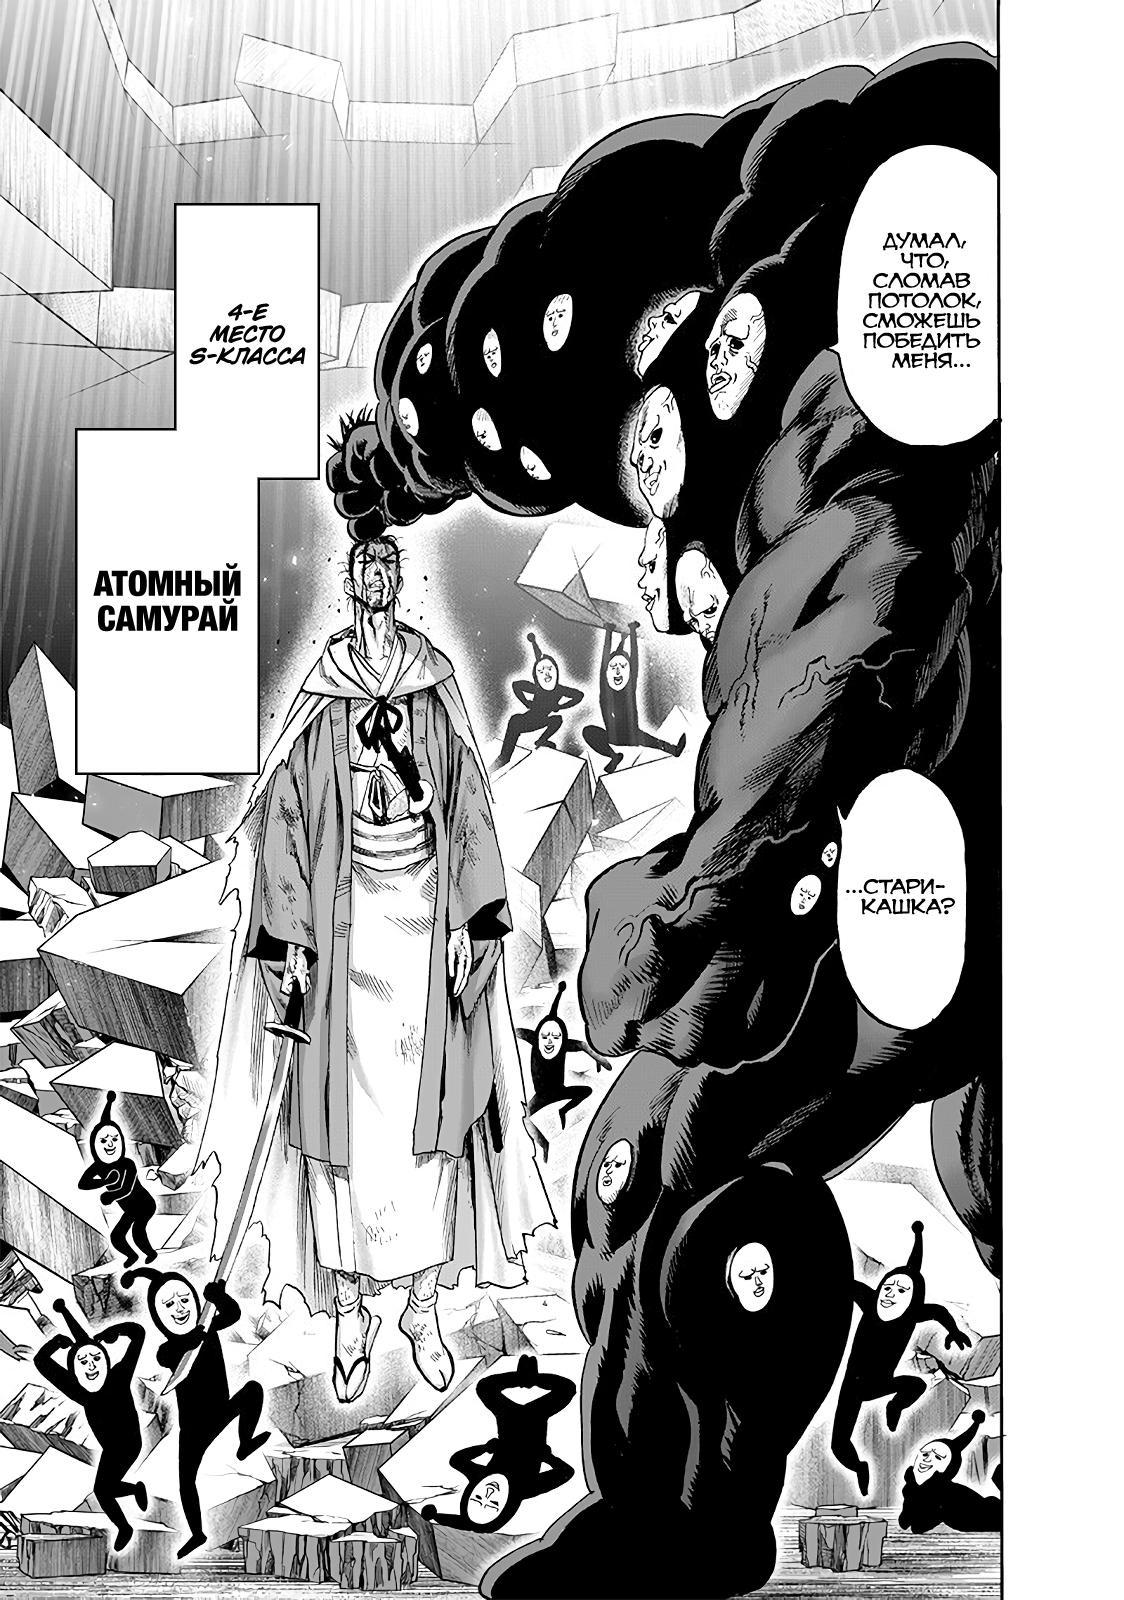 ДУМАЛ,
ЧТО,
СЛОМАВ
ПОТОЛОК,
СМОЖЕШЬ
ПОБЕДИТЬ
МЕНЯ...
4-Е
МЕСТО
S-КЛАССА
АТОМНЫЙ
САМУРАЙ
...СТАРИ-
КАШКА?